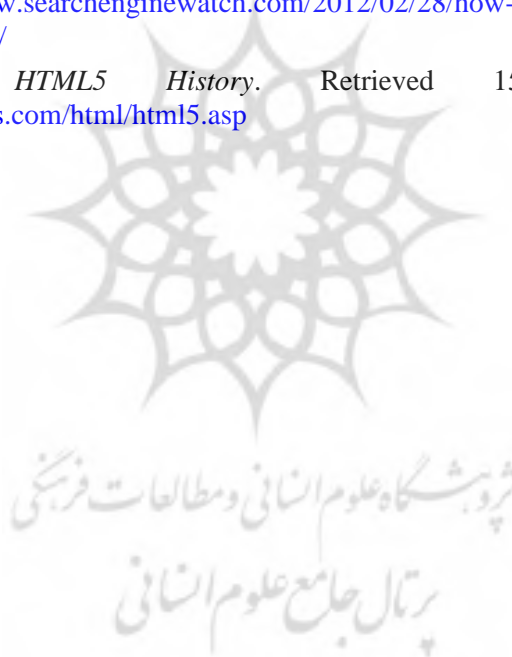 w.searchenginewatch.com/2012/02/28/how-
/
HTML5 History. Retrieved 15
s.com/html/html5.asp
پژوهشگاه علوم انسانی و مطالعات فرهنگی
پرتال جامع علوم انسانی